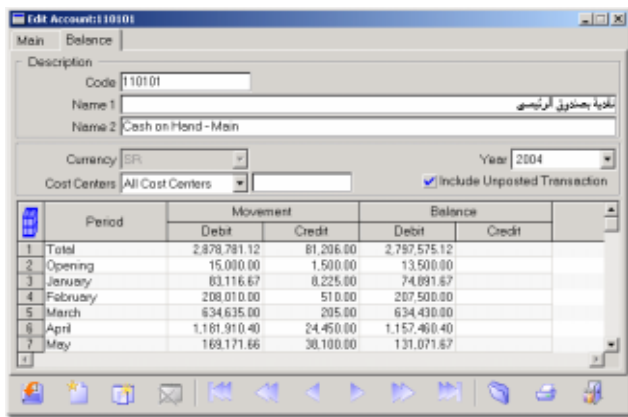 Edit Account:110101
Main Balance
Description
Code 110101
Name 1 نقدية بصندوق الرئيسى
Name 2 Cash on Hand - Main
Currency SR Year 2004
Cost Centers All Cost Centers Include Unposted Transaction
Period Movement Balance
Debit Credit Debit Credit
1 Total 2,878,781.12 81,206.00 2,797,575.12
2 Opening 15,000.00 1,500.00 13,500.00
3 January 83,116.67 8,225.00 74,891.67
4 February 208,010.00 510.00 207,500.00
5 March 634,635.00 205.00 634,430.00
6 April 1,181,910.40 24,450.00 1,157,460.40
7 May 169,171.66 38,100.00 131,071.67